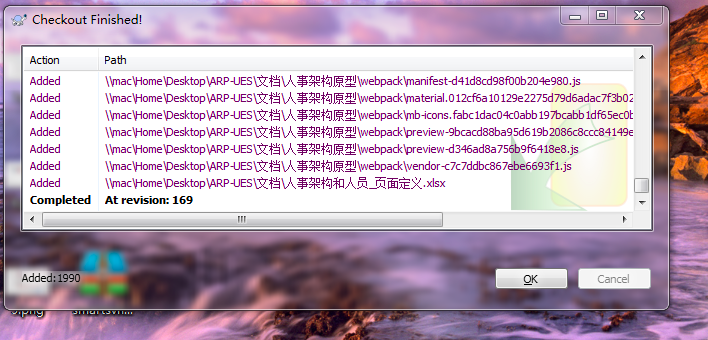 Checkout Finished!
Action Path
Added \\mac\Home\Desktop\ARP-UES\文档\人事架构原型\webpack\manifest-d41d8cd98f00b204e980.js
Added \\mac\Home\Desktop\ARP-UES\文档\人事架构原型\webpack\material.012cf6a10129e2275d79d6adac7f3b02
Added \\mac\Home\Desktop\ARP-UES\文档\人事架构原型\webpack\mb-icons.fabc1dac04c0abb197bcabb1df65ec0b
Added \\mac\Home\Desktop\ARP-UES\文档\人事架构原型\webpack\preview-9bcacd88ba95d619b2086c8ccc84149e
Added \\mac\Home\Desktop\ARP-UES\文档\人事架构原型\webpack\preview-d346ad8a756b9f6418e8.js
Added \\mac\Home\Desktop\ARP-UES\文档\人事架构原型\webpack\vendor-c7c7ddbc867ebe6693f1.js
Added \\mac\Home\Desktop\ARP-UES\文档\人事架构和人员_页面定义.xlsx
Completed At revision: 169
Added:1990
OK Cancel